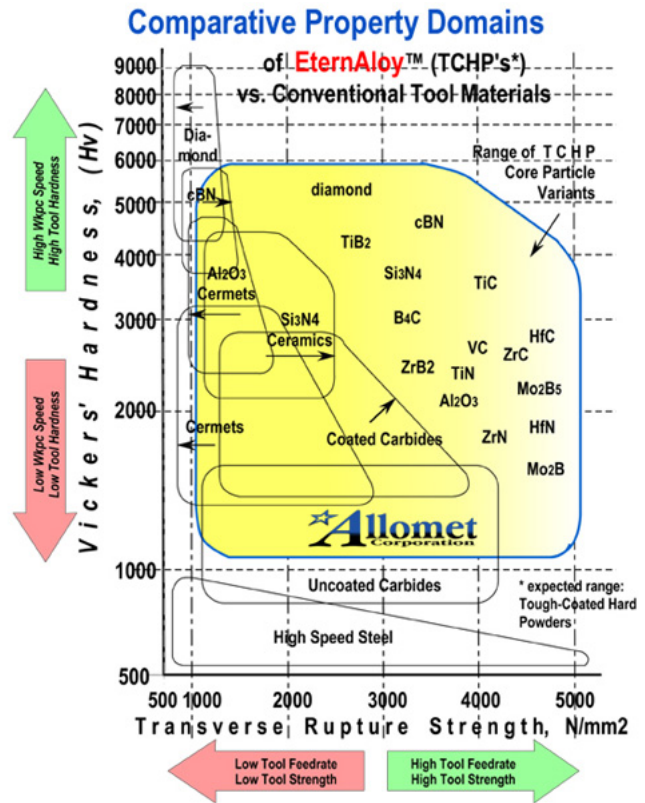 Comparative Property Domains
of EternAloy™ (TCHP's*)
vs. Conventional Tool Materials
9000
8000
7000
6000
5000
4000
3000
2000
1000
500
Vickers' Hardness, (Hv)
High Wkpc Speed
High Tool Hardness
Low Wkpc Speed
Low Tool Hardness
Dia-
mond
cBN
Al2O3
Cermets
Si3N4
Ceramics
Cermets
Coated Carbides
Uncoated Carbides
High Speed Steel
Range of TCHP
Core Particle
Variants
diamond
cBN
TiB2
Si3N4
TiC
B4C
HfC
VC
ZrC
ZrB2
TiN
Mo2B5
Al2O3
HfN
ZrN
Mo2B
Allomet
Corporation
* expected range:
Tough-Coated Hard
Powders
500 1000 2000 3000 4000 5000
Transverse Rupture Strength, N/mm2
Low Tool Feedrate
Low Tool Strength
High Tool Feedrate
High Tool Strength